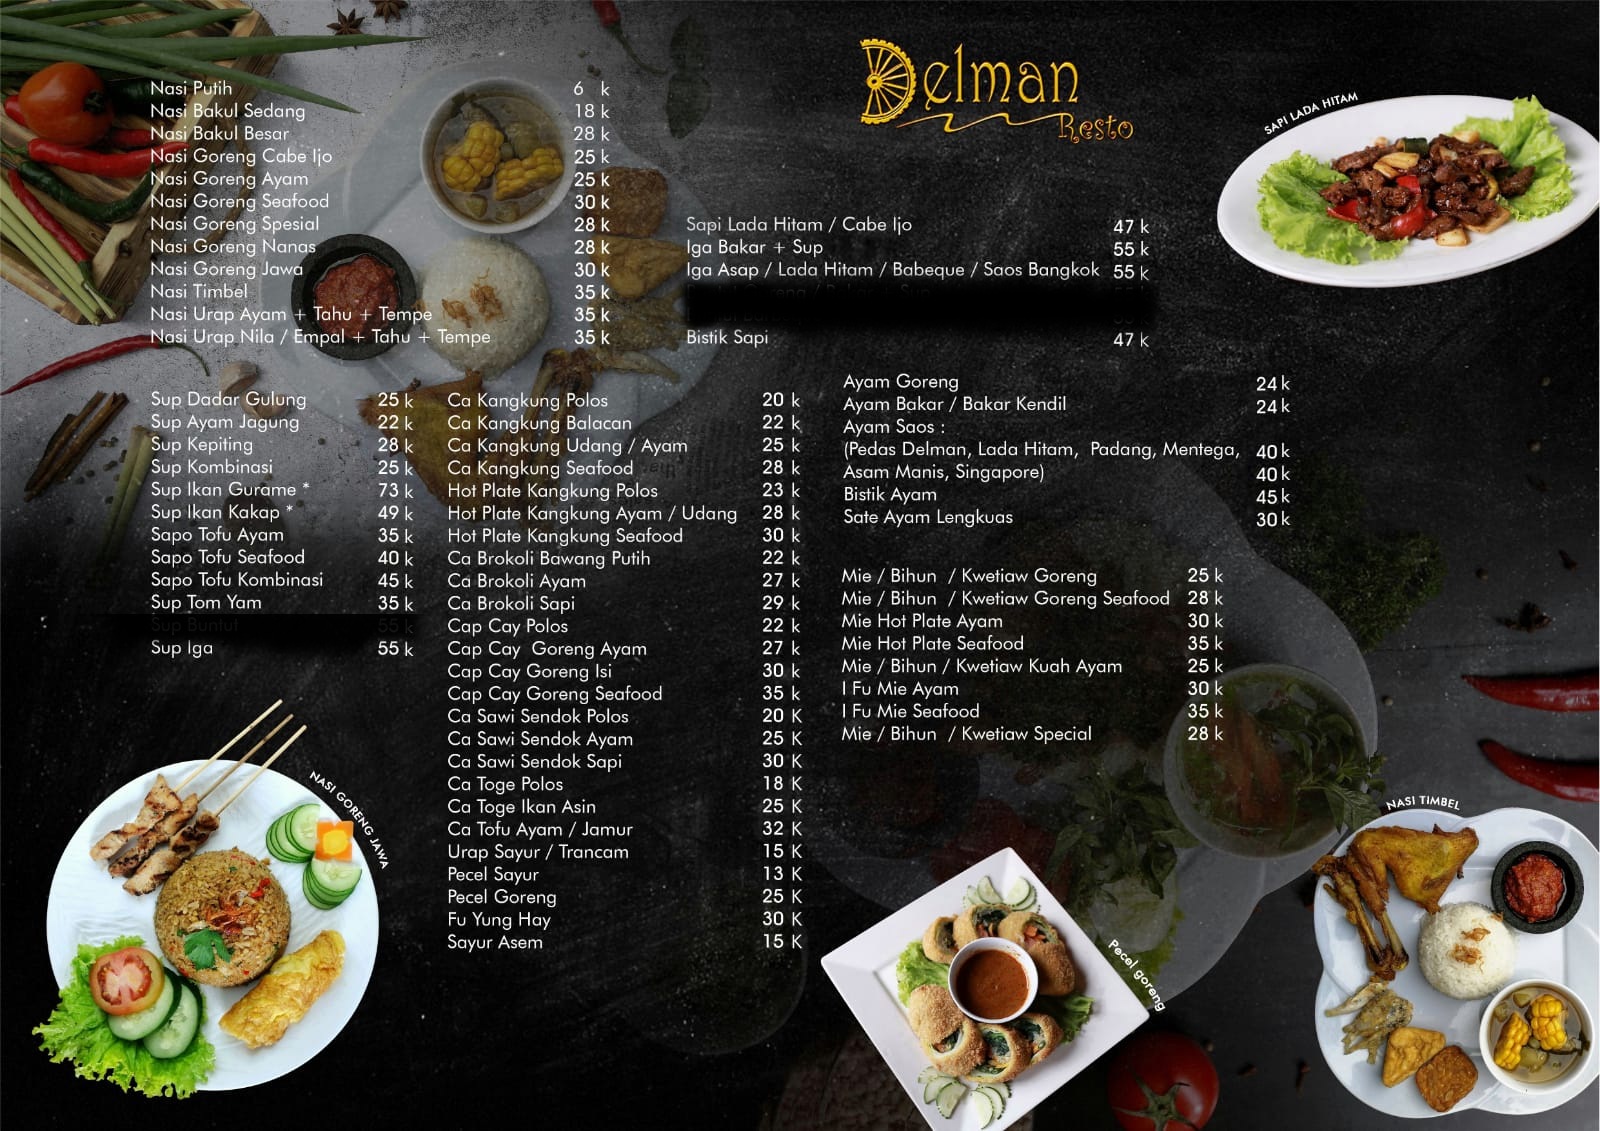 Delman
Resto
SAPI LADA HITAM
Nasi Putih 6 k
Nasi Bakul Sedang 18 k
Nasi Bakul Besar 28 k
Nasi Goreng Cabe Ijo 25 k
Nasi Goreng Ayam 25 k
Nasi Goreng Seafood 30 k
Nasi Goreng Spesial 28 k
Nasi Goreng Nanas 28 k
Nasi Goreng Jawa 30 k
Nasi Timbel 35 k
Nasi Urap Ayam + Tahu + Tempe 35 k
Nasi Urap Nila / Empal + Tahu + Tempe 35 k
Sapi Lada Hitam / Cabe Ijo 47 k
Iga Bakar + Sup 55 k
Iga Asap / Lada Hitam / Babeque / Saos Bangkok 55 k
Bistik Sapi 47 k
Sup Dadar Gulung 25 k
Sup Ayam Jagung 22 k
Sup Kepiting 28 k
Sup Kombinasi 25 k
Sup Ikan Gurame * 73 k
Sup Ikan Kakap * 49 k
Sapo Tofu Ayam 35 k
Sapo Tofu Seafood 40 k
Sapo Tofu Kombinasi 45 k
Sup Tom Yam 35 k
Sup Buntut 55 k
Sup Iga 55 k
Ca Kangkung Polos 20 k
Ca Kangkung Balacan 22 k
Ca Kangkung Udang / Ayam 25 k
Ca Kangkung Seafood 28 k
Hot Plate Kangkung Polos 23 k
Hot Plate Kangkung Ayam / Udang 28 k
Hot Plate Kangkung Seafood 30 k
Ca Brokoli Bawang Putih 22 k
Ca Brokoli Ayam 27 k
Ca Brokoli Sapi 29 k
Cap Cay Polos 22 k
Cap Cay Goreng Ayam 27 k
Cap Cay Goreng Isi 30 k
Cap Cay Goreng Seafood 35 k
Ca Sawi Sendok Polos 20 K
Ca Sawi Sendok Ayam 25 K
Ca Sawi Sendok Sapi 30 K
Ca Toge Polos 18 K
Ca Toge Ikan Asin 25 K
Ca Tofu Ayam / Jamur 32 K
Urap Sayur / Trancam 15 K
Pecel Sayur 13 K
Pecel Goreng 25 K
Fu Yung Hay 30 K
Sayur Asem 15 K
Ayam Goreng 24 k
Ayam Bakar / Bakar Kendil 24 k
Ayam Saos :
(Pedas Delman, Lada Hitam, Padang, Mentega, 40 k
Asam Manis, Singapore) 40 k
Bistik Ayam 45 k
Sate Ayam Lengkuas 30 k
Mie / Bihun / Kwetiaw Goreng 25 k
Mie / Bihun / Kwetiaw Goreng Seafood 28 k
Mie Hot Plate Ayam 30 k
Mie Hot Plate Seafood 35 k
Mie / Bihun / Kwetiaw Kuah Ayam 25 k
I Fu Mie Ayam 30 k
I Fu Mie Seafood 35 k
Mie / Bihun / Kwetiaw Special 28 k
NASI GORENG JAWA
Pecel goreng
NASI TIMBEL